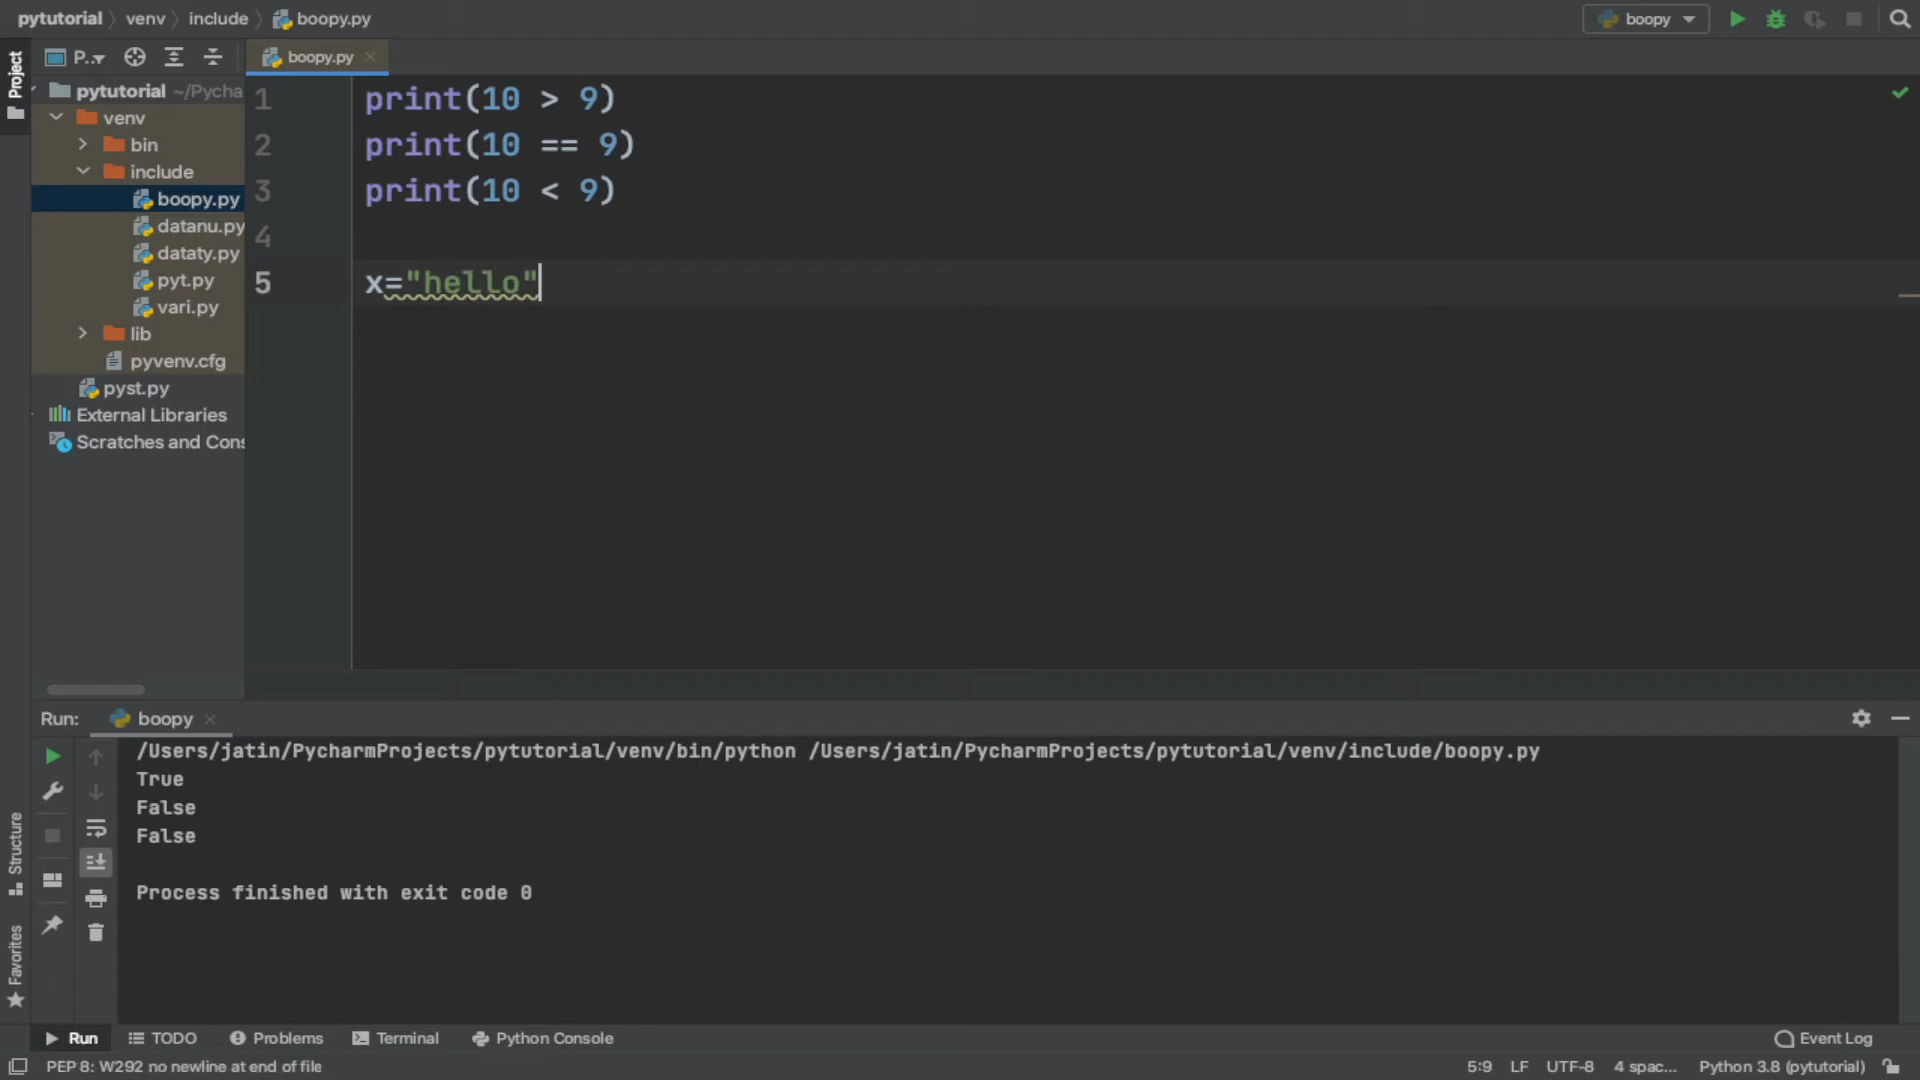 pytutorial venv include boopy.py
boopy
Project
P...
boopy.py
pytutorial ~/Pycha
venv
bin
include
boopy.py
datanu.py
dataty.py
pyt.py
vari.py
lib
pyvenv.cfg
pyst.py
External Libraries
Scratches and Cons
1 print(10 > 9)
2 print(10 == 9)
3 print(10 < 9)
4
5 x="hello"
Run: boopy
/Users/jatin/PycharmProjects/pytutorial/venv/bin/python /Users/jatin/PycharmProjects/pytutorial/venv/include/boopy.py
True
False
False
Process finished with exit code 0
Structure
Favorites
Run TODO Problems Terminal Python Console Event Log
PEP 8: W292 no newline at end of file 5:9 LF UTF-8 4 spac... Python 3.8 (pytutorial)